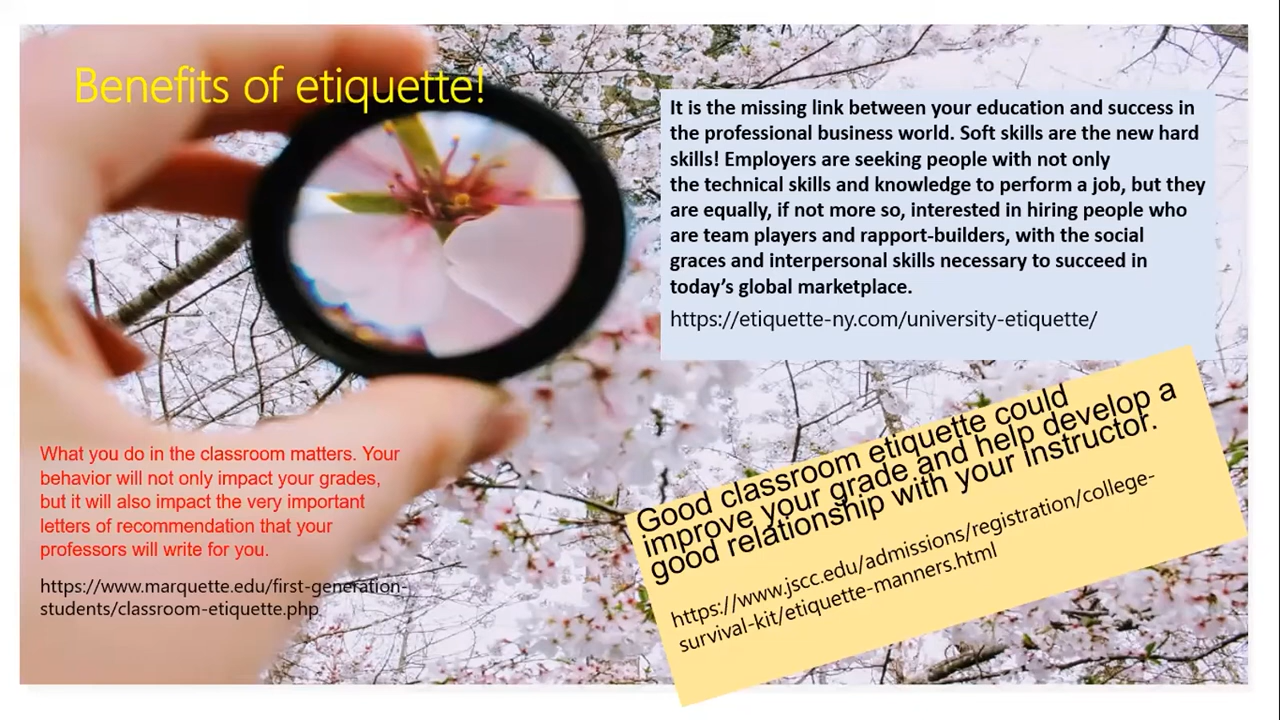 Benefits of etiquette!
It is the missing link between your education and success in
the professional business world. Soft skills are the new hard
skills! Employers are seeking people with not only
the technical skills and knowledge to perform a job, but they
are equally, if not more so, interested in hiring people who
are team players and rapport-builders, with the social
graces and interpersonal skills necessary to succeed in
today’s global marketplace.
https://etiquette-ny.com/university-etiquette/
What you do in the classroom matters. Your
behavior will not only impact your grades,
but it will also impact the very important
letters of recommendation that your
professors will write for you.
https://www.marquette.edu/first-generation-
students/classroom-etiquette.php
Good classroom etiquette could
improve your grade and help develop a
good relationship with your instructor.
https://www.jscc.edu/admissions/registration/college-
survival-kit/etiquette-manners.html